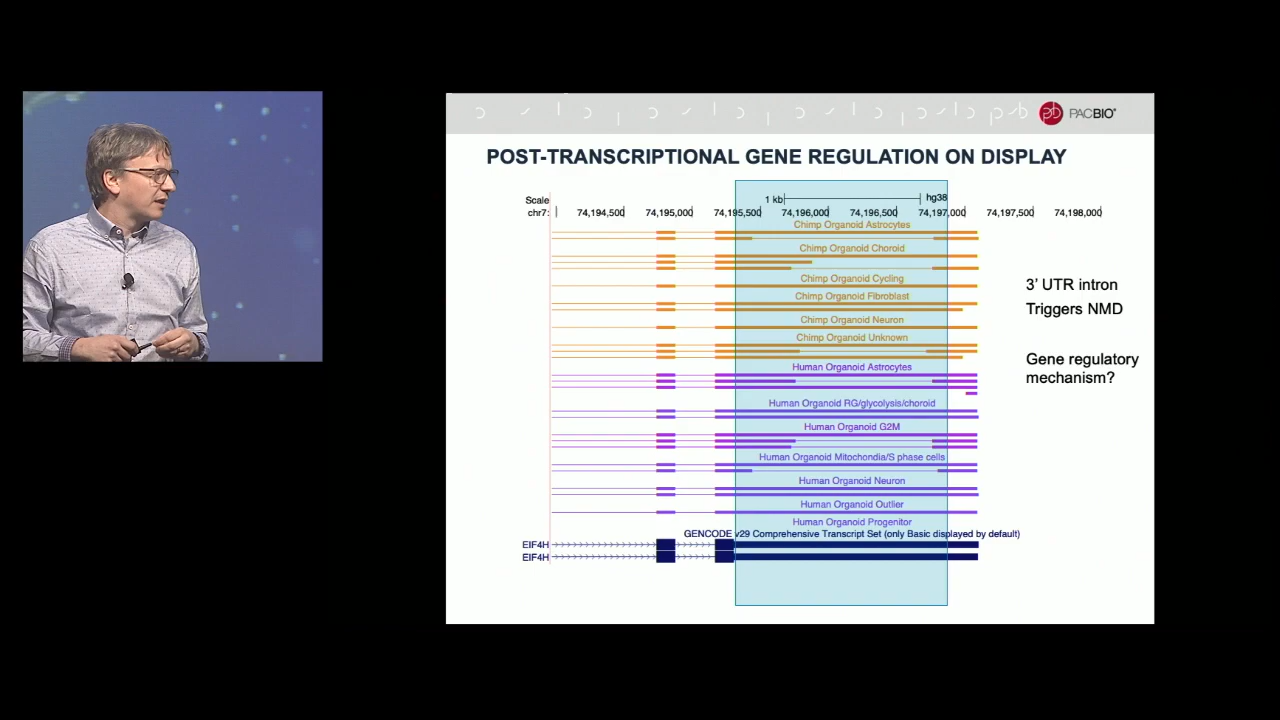 PACBIO®
POST-TRANSCRIPTIONAL GENE REGULATION ON DISPLAY
Scale
1 kb
hg38
chr7:
74,194,500
74,195,000
74,195,500
74,196,000
74,196,500
74,197,000
74,197,500
74,198,000
Chimp Organoid Astrocytes
Chimp Organoid Choroid
Chimp Organoid Cycling
Chimp Organoid Fibroblast
Chimp Organoid Neuron
Chimp Organoid Unknown
Human Organoid Astrocytes
Human Organoid RG/glycolysis/choroid
Human Organoid G2M
Human Organoid Mitochondia/S phase cells
Human Organoid Neuron
Human Organoid Outlier
Human Organoid Progenitor
GENCODE v29 Comprehensive Transcript Set (only Basic displayed by default)
EIF4H
EIF4H
3' UTR intron
Triggers NMD
Gene regulatory
mechanism?